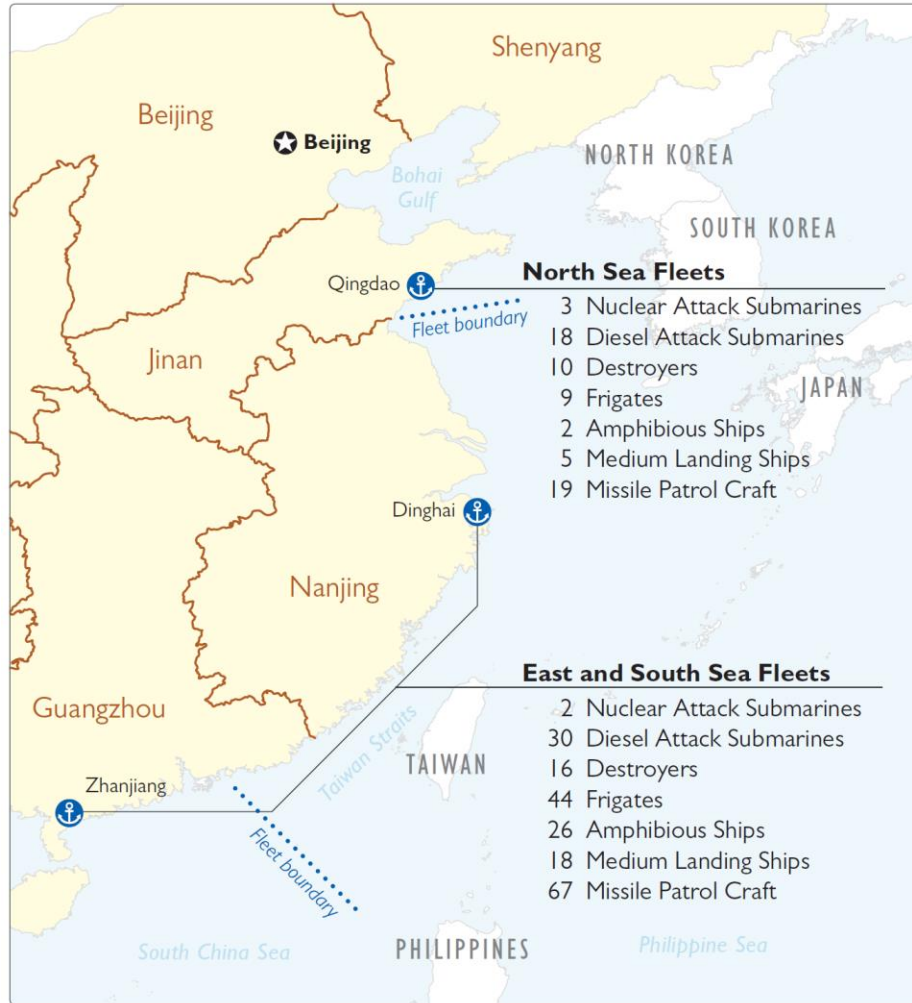 Shenyang
Beijing
Beijing
Bohai
Gulf
NORTH KOREA
SOUTH KOREA
Qingdao
North Sea Fleets
3 Nuclear Attack Submarines
18 Diesel Attack Submarines
10 Destroyers
9 Frigates
2 Amphibious Ships
5 Medium Landing Ships
19 Missile Patrol Craft
Fleet boundary
Jinan
JAPAN
Dinghai
Nanjing
East and South Sea Fleets
2 Nuclear Attack Submarines
30 Diesel Attack Submarines
16 Destroyers
44 Frigates
26 Amphibious Ships
18 Medium Landing Ships
67 Missile Patrol Craft
Guangzhou
Taiwan Straits
TAIWAN
Zhanjiang
Fleet boundary
South China Sea
PHILIPPINES
Philippine Sea